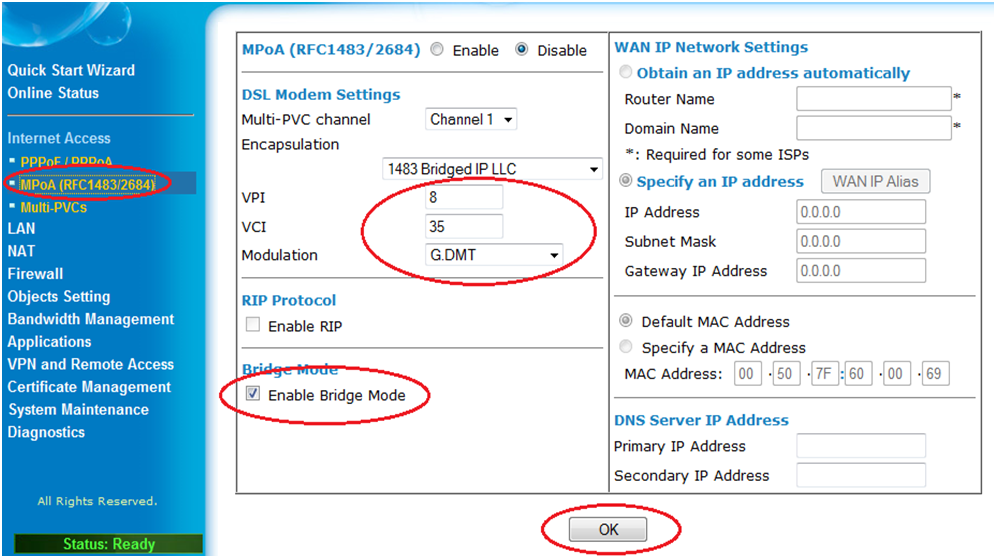 Quick Start Wizard
Online Status
Internet Access
PPPoE / PPPoA
MPoA (RFC1483/2684)
Multi-PVCs
LAN
NAT
Firewall
Objects Setting
Bandwidth Management
Applications
VPN and Remote Access
Certificate Management
System Maintenance
Diagnostics
All Rights Reserved.
Status: Ready
MPoA (RFC1483/2684) Enable Disable
DSL Modem Settings
Multi-PVC channel Channel 1
Encapsulation
1483 Bridged IP LLC
VPI 8
VCI 35
Modulation G.DMT
RIP Protocol
Enable RIP
Bridge Mode
Enable Bridge Mode
WAN IP Network Settings
Obtain an IP address automatically
Router Name *
Domain Name *
*: Required for some ISPs
Specify an IP address WAN IP Alias
IP Address 0.0.0.0
Subnet Mask 0.0.0.0
Gateway IP Address 0.0.0.0
Default MAC Address
Specify a MAC Address
MAC Address: 00 ·50 ·7F :60 ·00 ·69
DNS Server IP Address
Primary IP Address
Secondary IP Address
OK